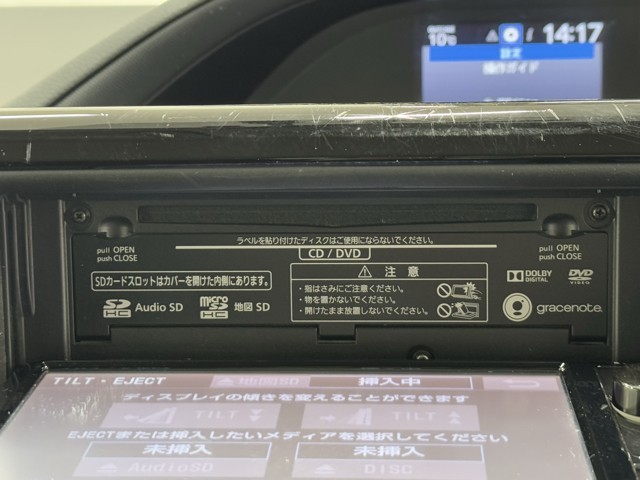 10℃
14:17
設定
操作ガイド
ラベルを貼り付けたディスクはご使用にならないでください。
CD / DVD
pull OPEN
push CLOSE
pull OPEN
push CLOSE
SDカードスロットはカバーを開けた内側にあります。
注 意
・指はさみにご注意ください。
・物を置かないでください。
・開けたまま放置しないでください。
SD HC Audio SD
micro SD HC 地図 SD
DOLBY DIGITAL
DVD VIDEO
gracenote.
TILT・EJECT
地図SD
挿入中
ディスプレイの傾きを変えることができます
TILT
TILT
EJECTまたは挿入したいメディアを選択してください
未挿入
未挿入
AudioSD
DISC